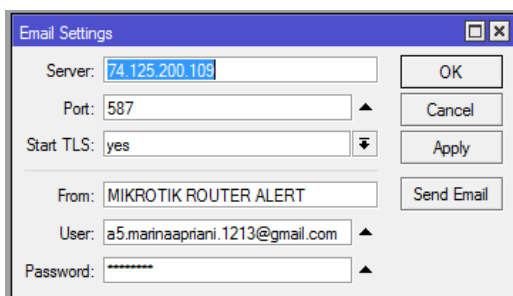 Email Settings
Server: 74.125.200.109 OK
Port: 587 Cancel
Start TLS: yes Apply
From: MIKROTIK ROUTER ALERT Send Email
User: a5.marinaapriani.1213@gmail.com
Password: ********